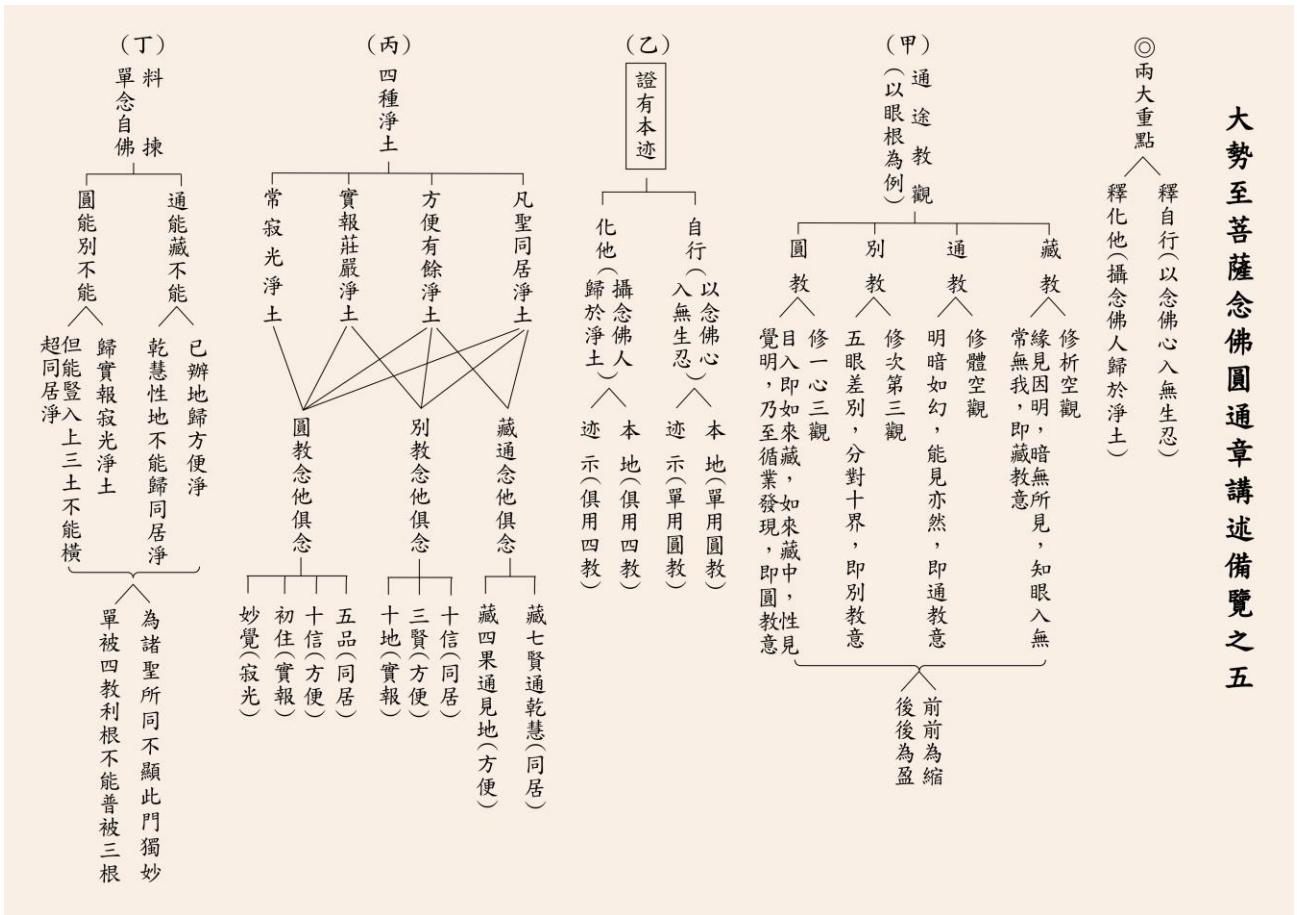 大勢至菩薩念佛圓通章講述備覽之五
◎兩大重點
釋自行(以念佛心入無生忍)
釋化他(攝念佛人歸於淨土)
(甲)
通途教觀
(以眼根為例)
藏教
修析空觀
緣見因明,暗無所見,知眼入無
常無我,即藏教意
通教
修體空觀
明暗如幻,能見亦然,即通教意
別教
修次第三觀
五眼差別,分對十界,即別教意
圓教
修一心三觀
目入即如來藏,如來藏中,性見
覺明,乃至循業發現,即圓教意
前前為縮
後後為盈
(乙)
證有本迹
自行(以念佛心
入無生忍)
本地(單用圓教)
迹示(單用圓教)
化他(攝念佛人
歸於淨土)
本地(俱用四教)
迹示(俱用四教)
(丙)
四種淨土
凡聖同居淨土
方便有餘淨土
實報莊嚴淨土
常寂光淨土
藏通念他俱念
藏七賢通乾慧(同居)
藏四果通見地(方便)
別教念他俱念
十信(同居)
三賢(方便)
十地(實報)
圓教念他俱念
五品(同居)
十信(方便)
初住(實報)
妙覺(寂光)
(丁)
料揀
單念自佛
通能藏不能
已辦地歸方便淨
乾慧性地不能歸同居淨
圓能別不能
歸實報寂光淨土
但能豎入上三土不能橫
超同居淨
為諸聖所同不顯此門獨妙
單被四教利根不能普被三根